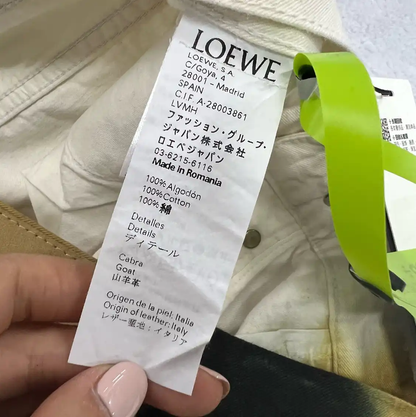 LOEWE
LOEWE, S.A.
C/Goya, 4
28001 - Madrid
SPAIN
C.I.F A-28003861
LVMH
ファッション・グループ・
ジャパン株式会社
ロエベジャパン
03-6215-6116
Made in Romania
100% Algodón
100% Cotton
100% 綿
Detalles
Details
ディテール
Cabra
Goat
山羊革
Origen de la piel: Italia
Origin of leather: Italy
レザー原産地：イタリア